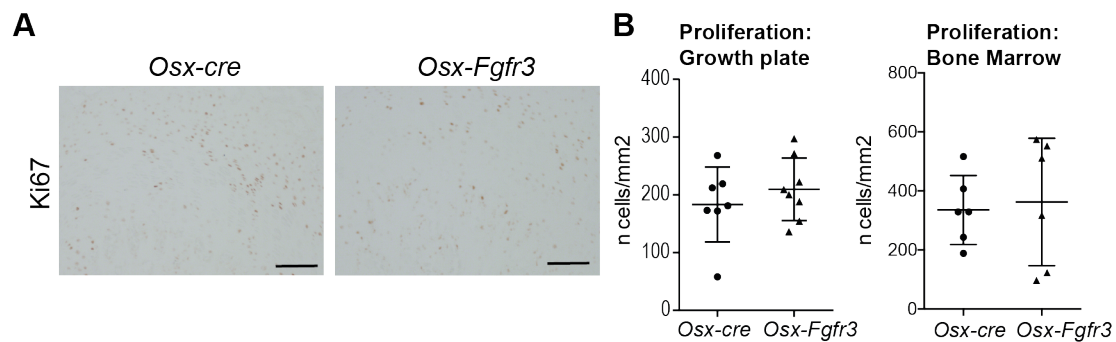 A
Osx-cre
Osx-Fgfr3
Ki67
B
Proliferation:
Growth plate
400
300
200
100
0
n cells/mm2
Osx-cre
Osx-Fgfr3
Proliferation:
Bone Marrow
800
600
400
200
0
n cells/mm2
Osx-cre
Osx-Fgfr3